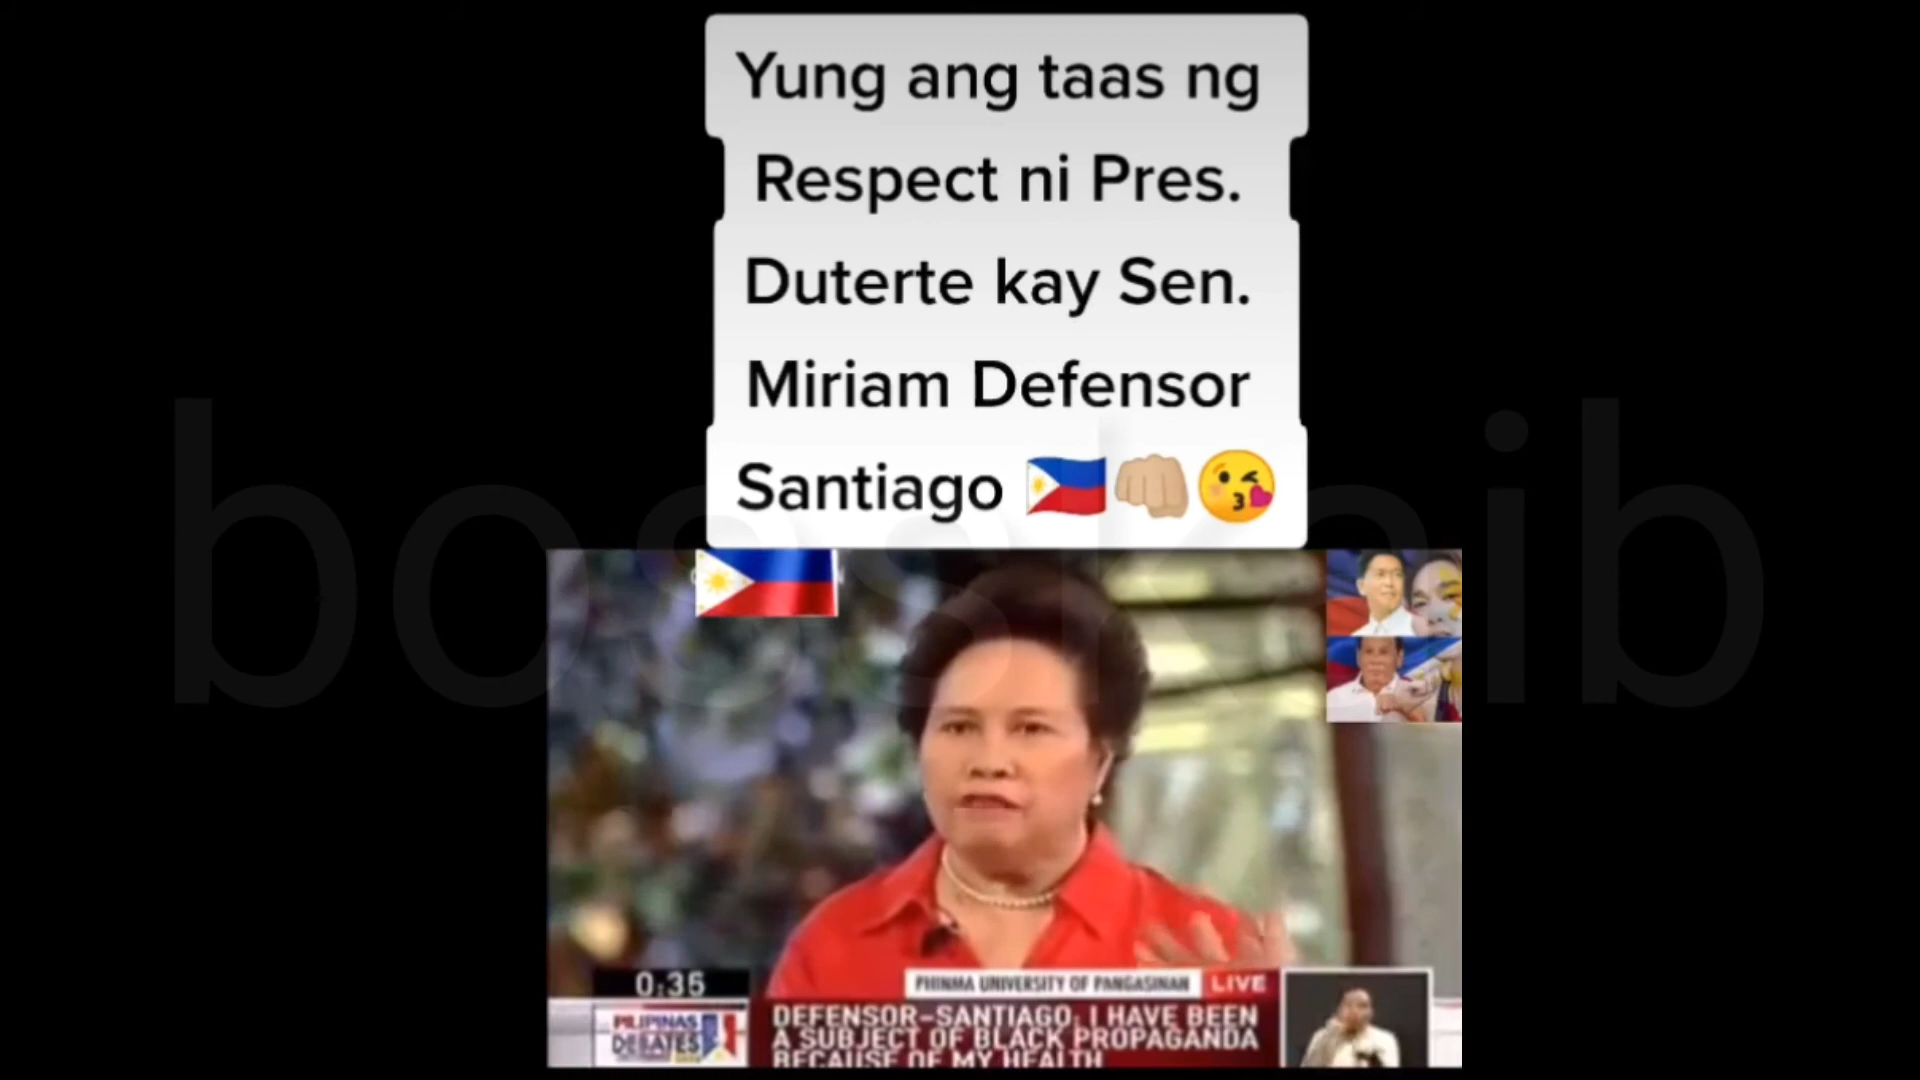 Yung ang taas ng
Respect ni Pres.
Duterte kay Sen.
Miriam Defensor
Santiago 🇵🇭👊🏼😘
0:35
PHINMA UNIVERSITY OF PANGASINAN
LIVE
PILIPINAS
DEBATES
DEFENSOR-SANTIAGO: I HAVE BEEN
A SUBJECT OF BLACK PROPAGANDA
BECAUSE OF MY HEALTH